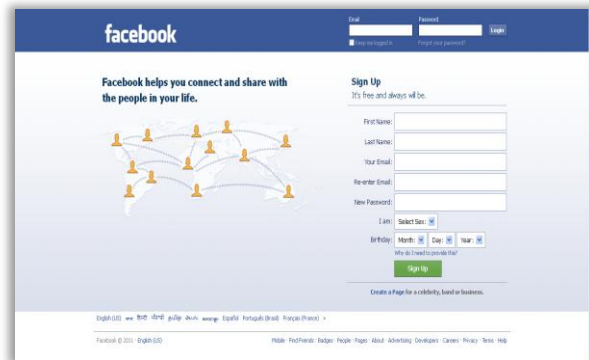 facebook
Email Password
Login
Keep me logged in Forgot your password?
Facebook helps you connect and share with
the people in your life.
Sign Up
It's free and always will be.
First Name:
Last Name:
Your Email:
Re-enter Email:
New Password:
I am: Select Sex:
Birthday: Month: Day: Year:
Why do I need to provide this?
Sign Up
Create a Page for a celebrity, band or business.
English (US) हिन्दी ਪੰਜਾਬੀ தமிழ் తెలుగు Español Português (Brasil) Français (France)
Facebook © 2011 · English (US) Mobile · Find Friends · Badges · People · Pages · About · Advertising · Developers · Careers · Privacy · Terms · Help